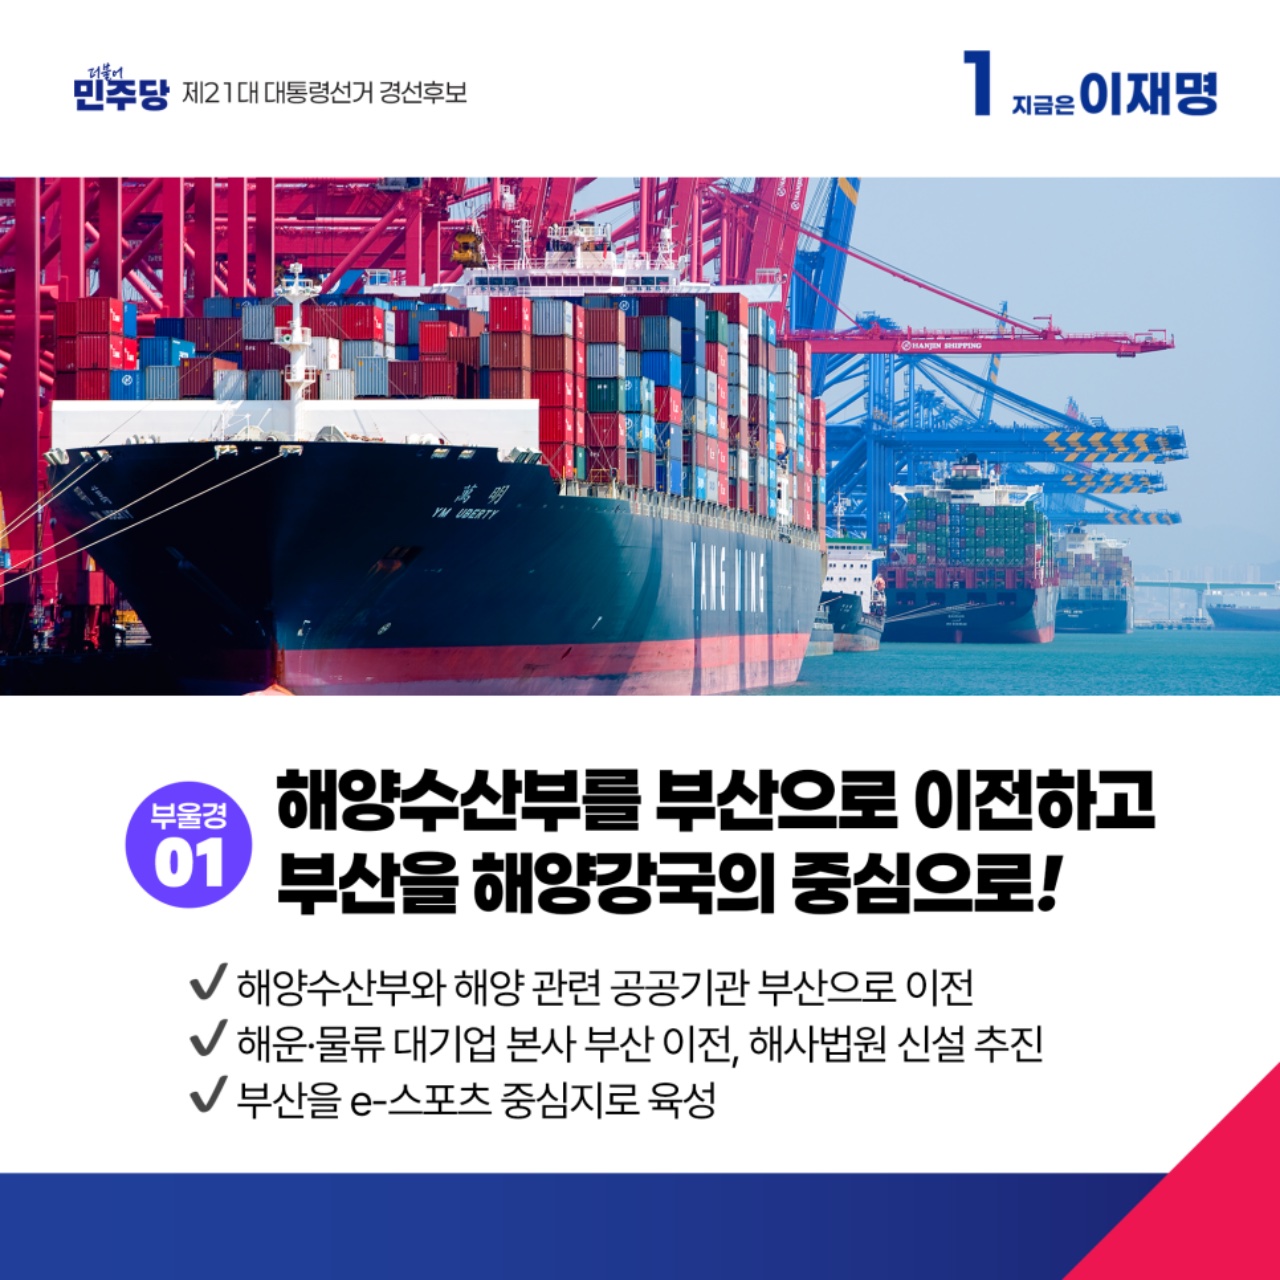 더불어
민주당 제21대 대통령선거 경선후보
1 지금은 이재명
HANJIN SHIPPING
萬 明
YM UBERTY
YANG MING
부울경
01
해양수산부를 부산으로 이전하고
부산을 해양강국의 중심으로!
해양수산부와 해양 관련 공공기관 부산으로 이전
해운·물류 대기업 본사 부산 이전, 해사법원 신설 추진
부산을 e-스포츠 중심지로 육성